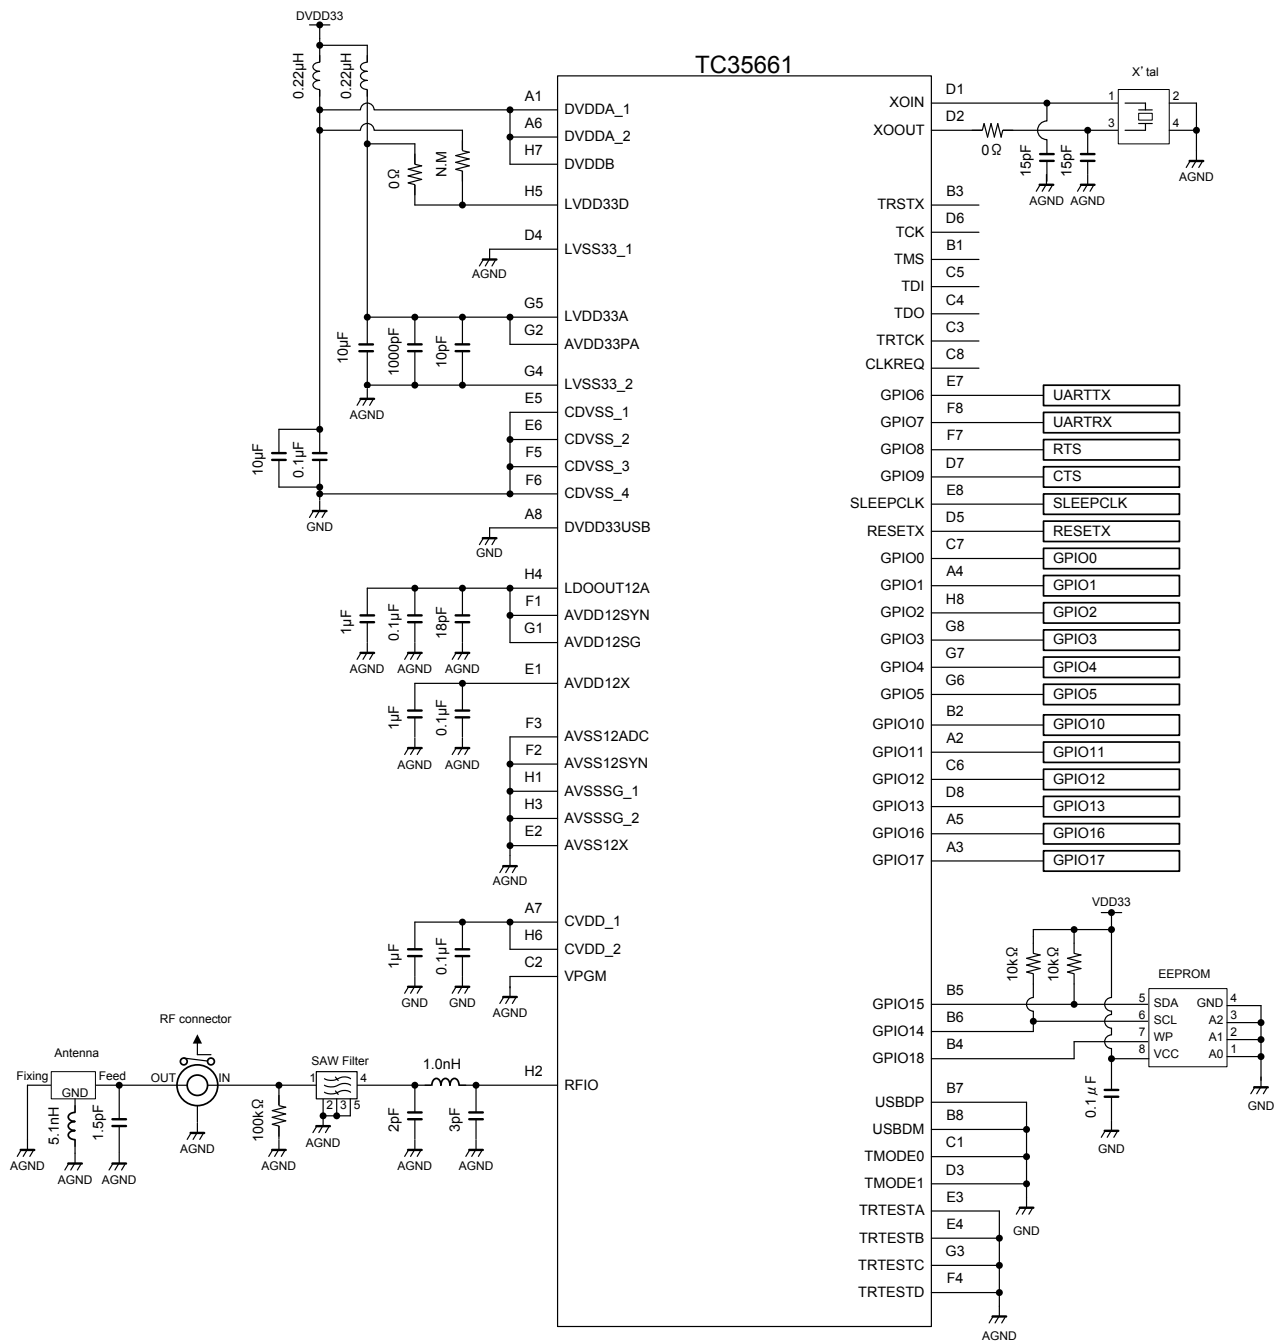 DVDD33
0.22µH
0.22µH
TC35661
A1
DVDDA_1
A6
DVDDA_2
H7
DVDDB
0Ω
N.M
H5
LVDD33D
D4
LVSS33_1
AGND
G5
LVDD33A
G2
AVDD33PA
10µF
1000pF
10pF
G4
LVSS33_2
AGND
E5
CDVSS_1
E6
CDVSS_2
F5
CDVSS_3
F6
CDVSS_4
10µF
0.1µF
GND
A8
DVDD33USB
GND
H4
LDOOUT12A
F1
AVDD12SYN
G1
AVDD12SG
1µF
0.1µF
18pF
AGND
AGND
AGND
E1
AVDD12X
1µF
0.1µF
AGND
AGND
F3
AVSS12ADC
F2
AVSS12SYN
H1
AVSSSG_1
H3
AVSSSG_2
E2
AVSS12X
AGND
A7
CVDD_1
H6
CVDD_2
C2
VPGM
1µF
0.1µF
GND
GND
AGND
RF connector
Antenna
Fixing
Feed
GND
OUT
IN
SAW Filter
1
4
2
3
5
1.0nH
H2
RFIO
5.1nH
1.5pF
100kΩ
2pF
3pF
AGND
AGND
AGND
AGND
AGND
AGND
AGND
AGND
X'tal
D1
XOIN
D2
XOOUT
1
2
3
4
0Ω
15pF
15pF
AGND
AGND
AGND
B3
TRSTX
D6
TCK
B1
TMS
C5
TDI
C4
TDO
C3
TRTCK
C8
CLKREQ
E7
GPIO6
UARTTX
F8
GPIO7
UARTRX
F7
GPIO8
RTS
D7
GPIO9
CTS
E8
SLEEPCLK
SLEEPCLK
D5
RESETX
RESETX
C7
GPIO0
GPIO0
A4
GPIO1
GPIO1
H8
GPIO2
GPIO2
G8
GPIO3
GPIO3
G7
GPIO4
GPIO4
G6
GPIO5
GPIO5
B2
GPIO10
GPIO10
A2
GPIO11
GPIO11
C6
GPIO12
GPIO12
D8
GPIO13
GPIO13
A5
GPIO16
GPIO16
A3
GPIO17
GPIO17
VDD33
10kΩ
10kΩ
EEPROM
B5
GPIO15
B6
GPIO14
B4
GPIO18
5 SDA GND 4
6 SCL A2 3
7 WP A1 2
8 VCC A0 1
0.1μF
GND
GND
B7
USBDP
B8
USBDM
C1
TMODE0
D3
TMODE1
GND
E3
TRTESTA
E4
TRTESTB
G3
TRTESTC
F4
TRTESTD
AGND